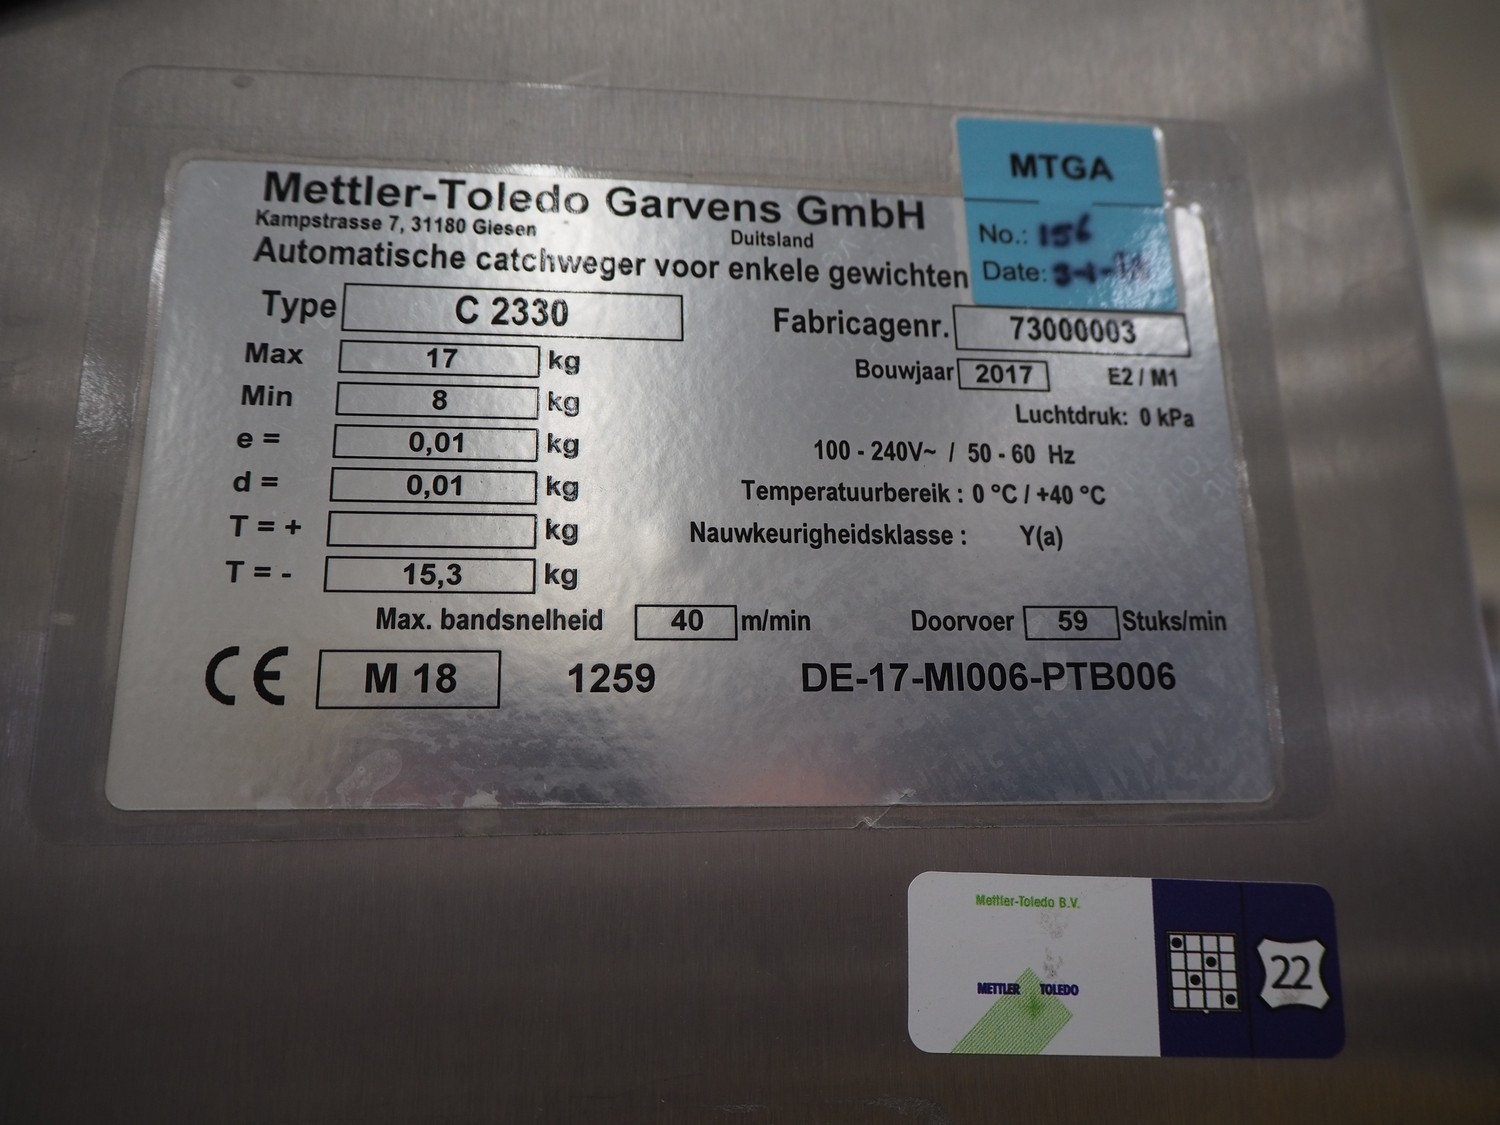 Mettler-Toledo Garvens GmbH
Kampstrasse 7, 31180 Giesen
Duitsland
Automatische catchweger voor enkele gewichten
MTGA
No.: 156
Date:
Type C 2330
Fabricagenr. 73000003
Max 17 kg
Bouwjaar 2017 E2 / M1
Min 8 kg
Luchtdruk: 0 kPa
e = 0,01 kg
100 - 240V~ / 50 - 60 Hz
d = 0,01 kg
Temperatuurbereik : 0 °C / +40 °C
T = + kg
Nauwkeurigheidsklasse : Y(a)
T = - 15,3 kg
Max. bandsnelheid 40 m/min
Doorvoer 59 Stuks/min
CE M 18 1259 DE-17-MI006-PTB006
Mettler-Toledo B.V.
METTLER TOLEDO
22